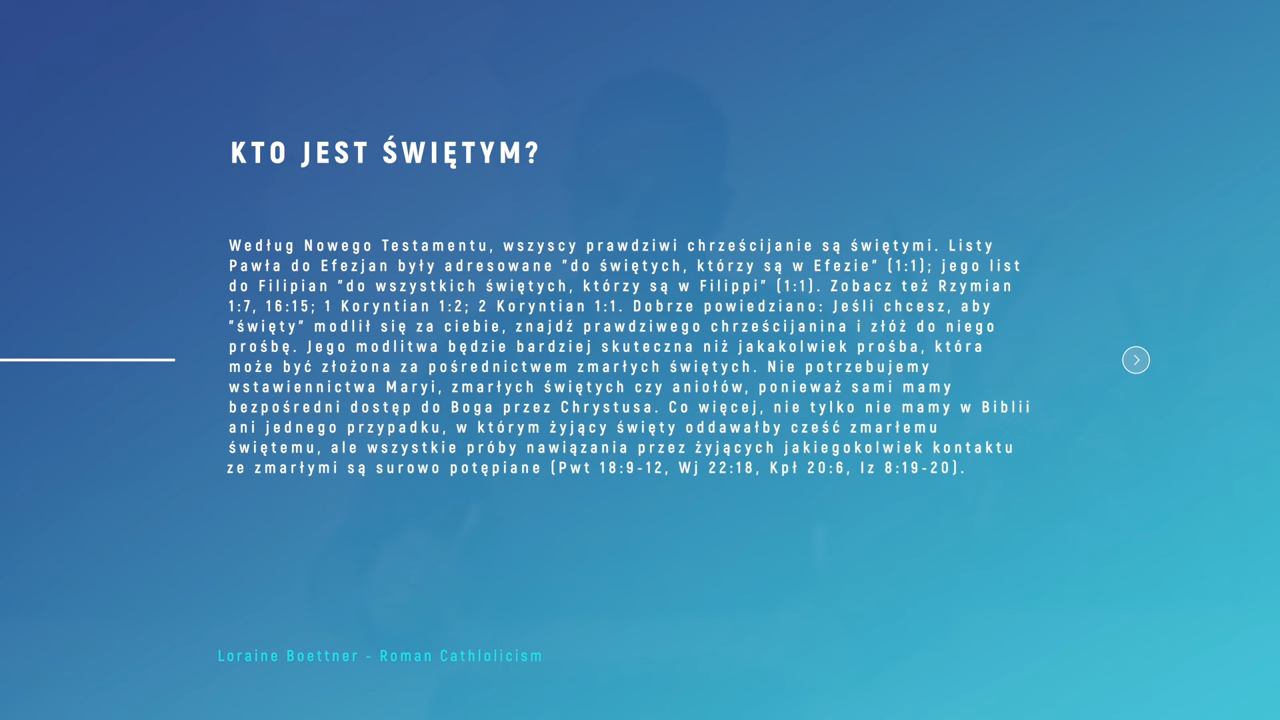 KTO JEST ŚWIĘTYM?
Według Nowego Testamentu, wszyscy prawdziwi chrześcijanie są świętymi. Listy
Pawła do Efezjan były adresowane "do świętych, którzy są w Efezie" (1:1); jego list
do Filipian "do wszystkich świętych, którzy są w Filippi" (1:1). Zobacz też Rzymian
1:7, 16:15; 1 Koryntian 1:2; 2 Koryntian 1:1. Dobrze powiedziano: Jeśli chcesz, aby
"święty" modlił się za ciebie, znajdź prawdziwego chrześcijanina i złóż do niego
prośbę. Jego modlitwa będzie bardziej skuteczna niż jakakolwiek prośba, która
może być złożona za pośrednictwem zmarłych świętych. Nie potrzebujemy
wstawiennictwa Maryi, zmarłych świętych czy aniołów, ponieważ sami mamy
bezpośredni dostęp do Boga przez Chrystusa. Co więcej, nie tylko nie mamy w Biblii
ani jednego przypadku, w którym żyjący święty oddawałby cześć zmarłemu
świętemu, ale wszystkie próby nawiązania przez żyjących jakiegokolwiek kontaktu
ze zmarłymi są surowo potępiane (Pwt 18:9-12, Wj 22:18, Kpł 20:6, Iz 8:19-20).
Loraine Boettner - Roman Cathlolicism